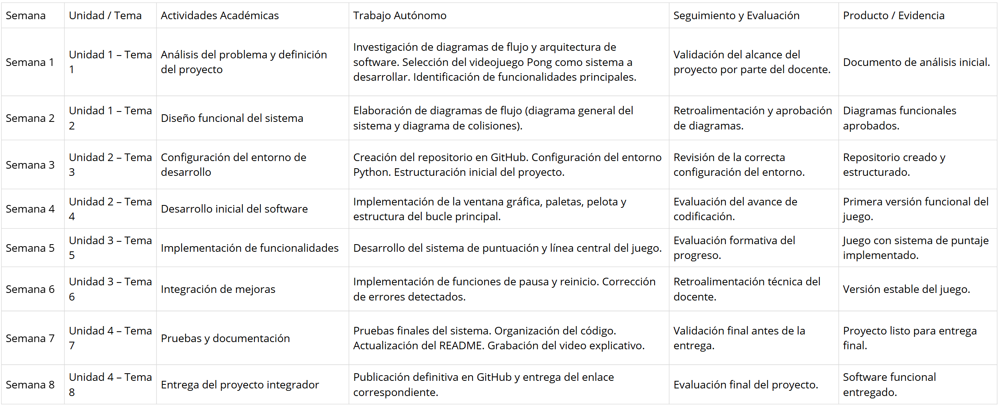 Semana
Unidad / Tema
Actividades Académicas
Trabajo Autónomo
Seguimiento y Evaluación
Producto / Evidencia
Semana 1
Unidad 1 – Tema
1
Análisis del problema y definición
del proyecto
Investigación de diagramas de flujo y arquitectura de
software. Selección del videojuego Pong como sistema a
desarrollar. Identificación de funcionalidades principales.
Validación del alcance del
proyecto por parte del docente.
Documento de análisis inicial.
Semana 2
Unidad 1 – Tema
2
Diseño funcional del sistema
Elaboración de diagramas de flujo (diagrama general del
sistema y diagrama de colisiones).
Retroalimentación y aprobación
de diagramas.
Diagramas funcionales
aprobados.
Semana 3
Unidad 2 – Tema
3
Configuración del entorno de
desarrollo
Creación del repositorio en GitHub. Configuración del entorno
Python. Estructuración inicial del proyecto.
Revisión de la correcta
configuración del entorno.
Repositorio creado y
estructurado.
Semana 4
Unidad 2 – Tema
4
Desarrollo inicial del software
Implementación de la ventana gráfica, paletas, pelota y
estructura del bucle principal.
Evaluación del avance de
codificación.
Primera versión funcional del
juego.
Semana 5
Unidad 3 – Tema
5
Implementación de funcionalidades
Desarrollo del sistema de puntuación y línea central del juego.
Evaluación formativa del
progreso.
Juego con sistema de puntaje
implementado.
Semana 6
Unidad 3 – Tema
6
Integración de mejoras
Implementación de funciones de pausa y reinicio. Corrección
de errores detectados.
Retroalimentación técnica del
docente.
Versión estable del juego.
Semana 7
Unidad 4 – Tema
7
Pruebas y documentación
Pruebas finales del sistema. Organización del código.
Actualización del README. Grabación del video explicativo.
Validación final antes de la
entrega.
Proyecto listo para entrega
final.
Semana 8
Unidad 4 – Tema
8
Entrega del proyecto integrador
Publicación definitiva en GitHub y entrega del enlace
correspondiente.
Evaluación final del proyecto.
Software funcional
entregado.